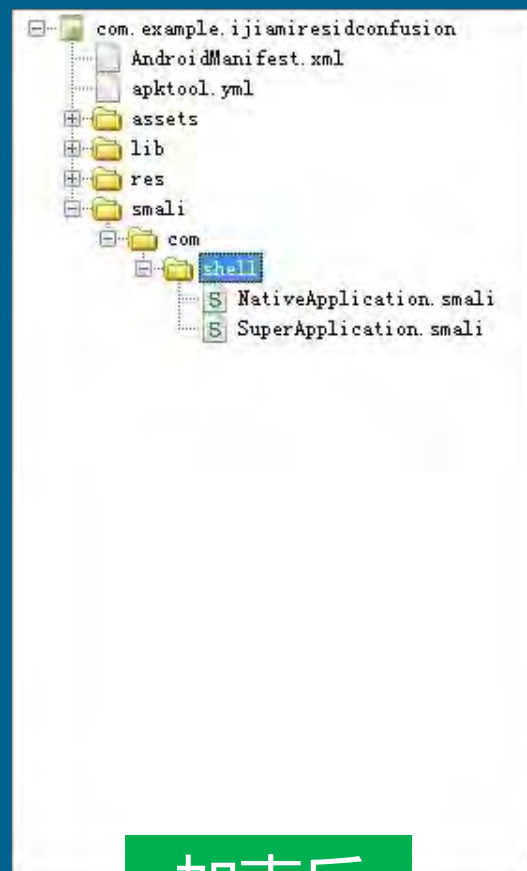 com.example.ijiamiresidconfusion
AndroidManifest.xml
apktool.yml
assets
lib
res
smali
com
shell
S NativeApplication.smali
S SuperApplication.smali